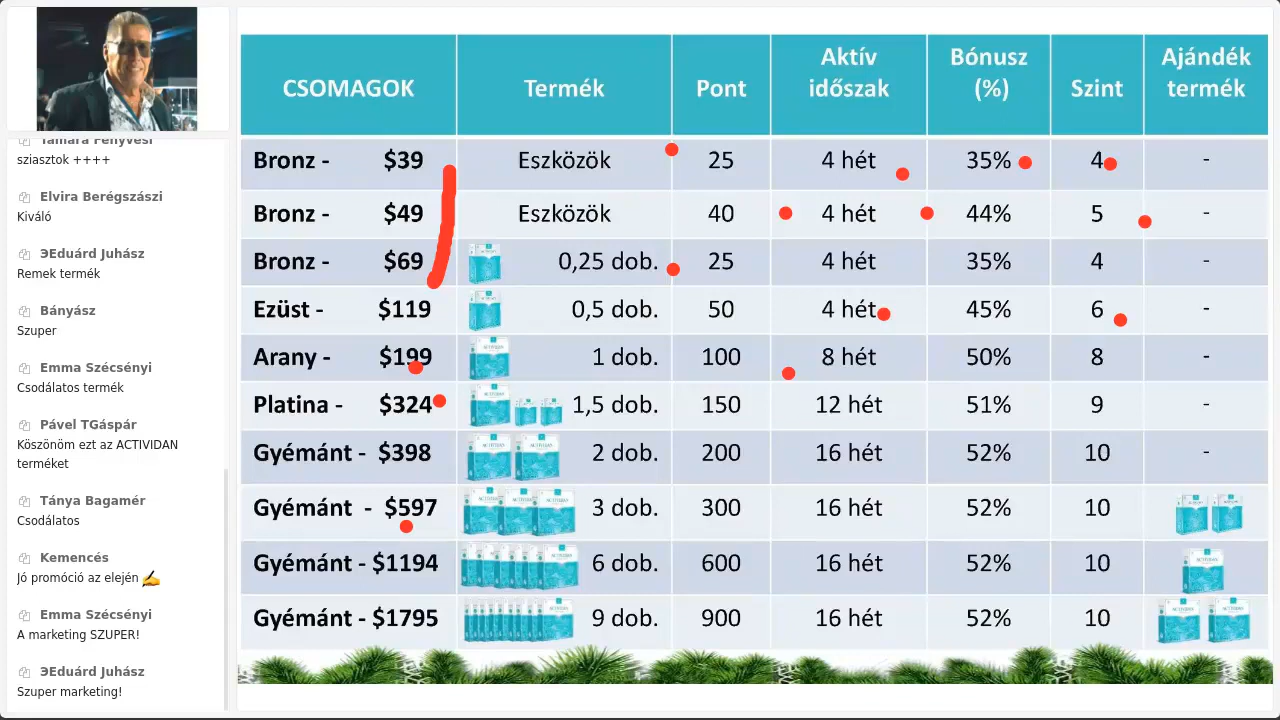 Tamara Fenyvesi
sziasztok ++++
Elvira Berégszászi
Kiváló
ЭEduárd Juhász
Remek termék
Bányász
Szuper
Emma Szécsényi
Csodálatos termék
Pável TGáspár
Köszönöm ezt az ACTIVIDAN
terméket
Tánya Bagamér
Csodálatos
Kemencés
Jó promóció az elején ✍
Emma Szécsényi
A marketing SZUPER!
ЭEduárd Juhász
Szuper marketing!
CSOMAGOK Termék Pont Aktív időszak Bónusz (%) Szint Ajándék termék
Bronz - $39 Eszközök 25 4 hét 35% 4 -
Bronz - $49 Eszközök 40 4 hét 44% 5 -
Bronz - $69 0,25 dob. 25 4 hét 35% 4 -
Ezüst - $119 0,5 dob. 50 4 hét 45% 6 -
Arany - $199 1 dob. 100 8 hét 50% 8 -
Platina - $324 1,5 dob. 150 12 hét 51% 9 -
Gyémánt - $398 2 dob. 200 16 hét 52% 10 -
Gyémánt - $597 3 dob. 300 16 hét 52% 10
Gyémánt - $1194 6 dob. 600 16 hét 52% 10
Gyémánt - $1795 9 dob. 900 16 hét 52% 10